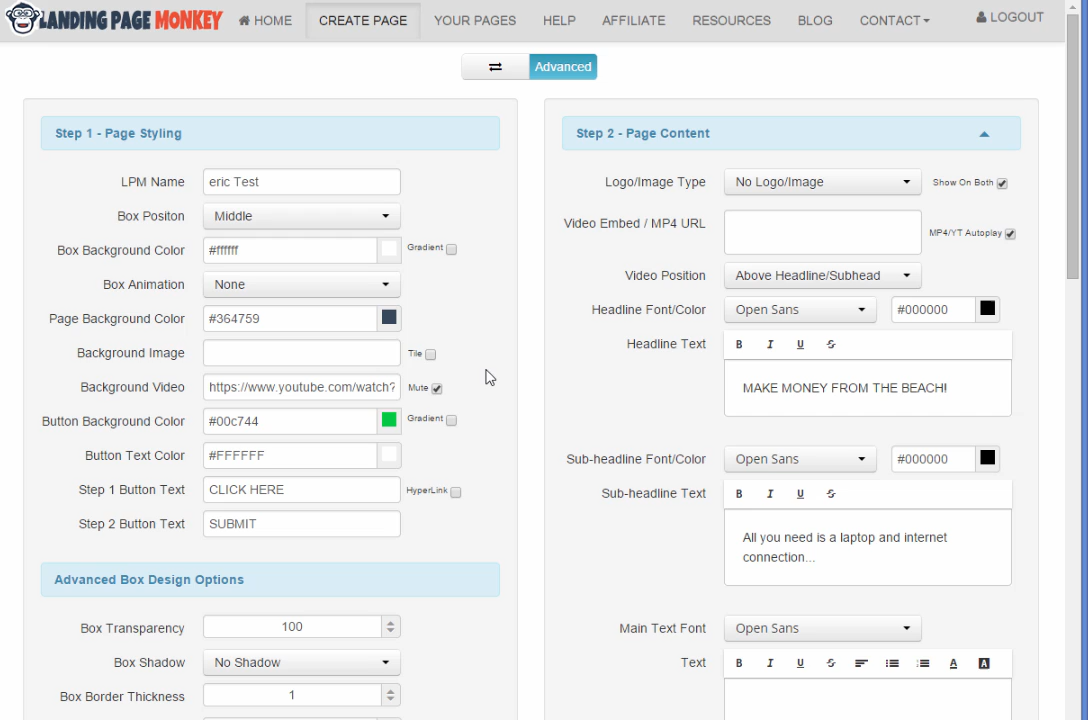 LANDING PAGE MONKEY HOME CREATE PAGE YOUR PAGES HELP AFFILIATE RESOURCES BLOG CONTACT LOGOUT
Advanced
Step 1 - Page Styling
LPM Name eric Test
Box Positon Middle
Box Background Color #ffffff Gradient
Box Animation None
Page Background Color #364759
Background Image Tile
Background Video https://www.youtube.com/watch? Mute
Button Background Color #00c744 Gradient
Button Text Color #FFFFFF
Step 1 Button Text CLICK HERE HyperLink
Step 2 Button Text SUBMIT
Advanced Box Design Options
Box Transparency 100
Box Shadow No Shadow
Box Border Thickness 1
Step 2 - Page Content
Logo/Image Type No Logo/Image Show On Both
Video Embed / MP4 URL MP4/YT Autoplay
Video Position Above Headline/Subhead
Headline Font/Color Open Sans #000000
Headline Text B I U S
MAKE MONEY FROM THE BEACH!
Sub-headline Font/Color Open Sans #000000
Sub-headline Text B I U S
All you need is a laptop and internet
connection...
Main Text Font Open Sans
Text B I U S A A